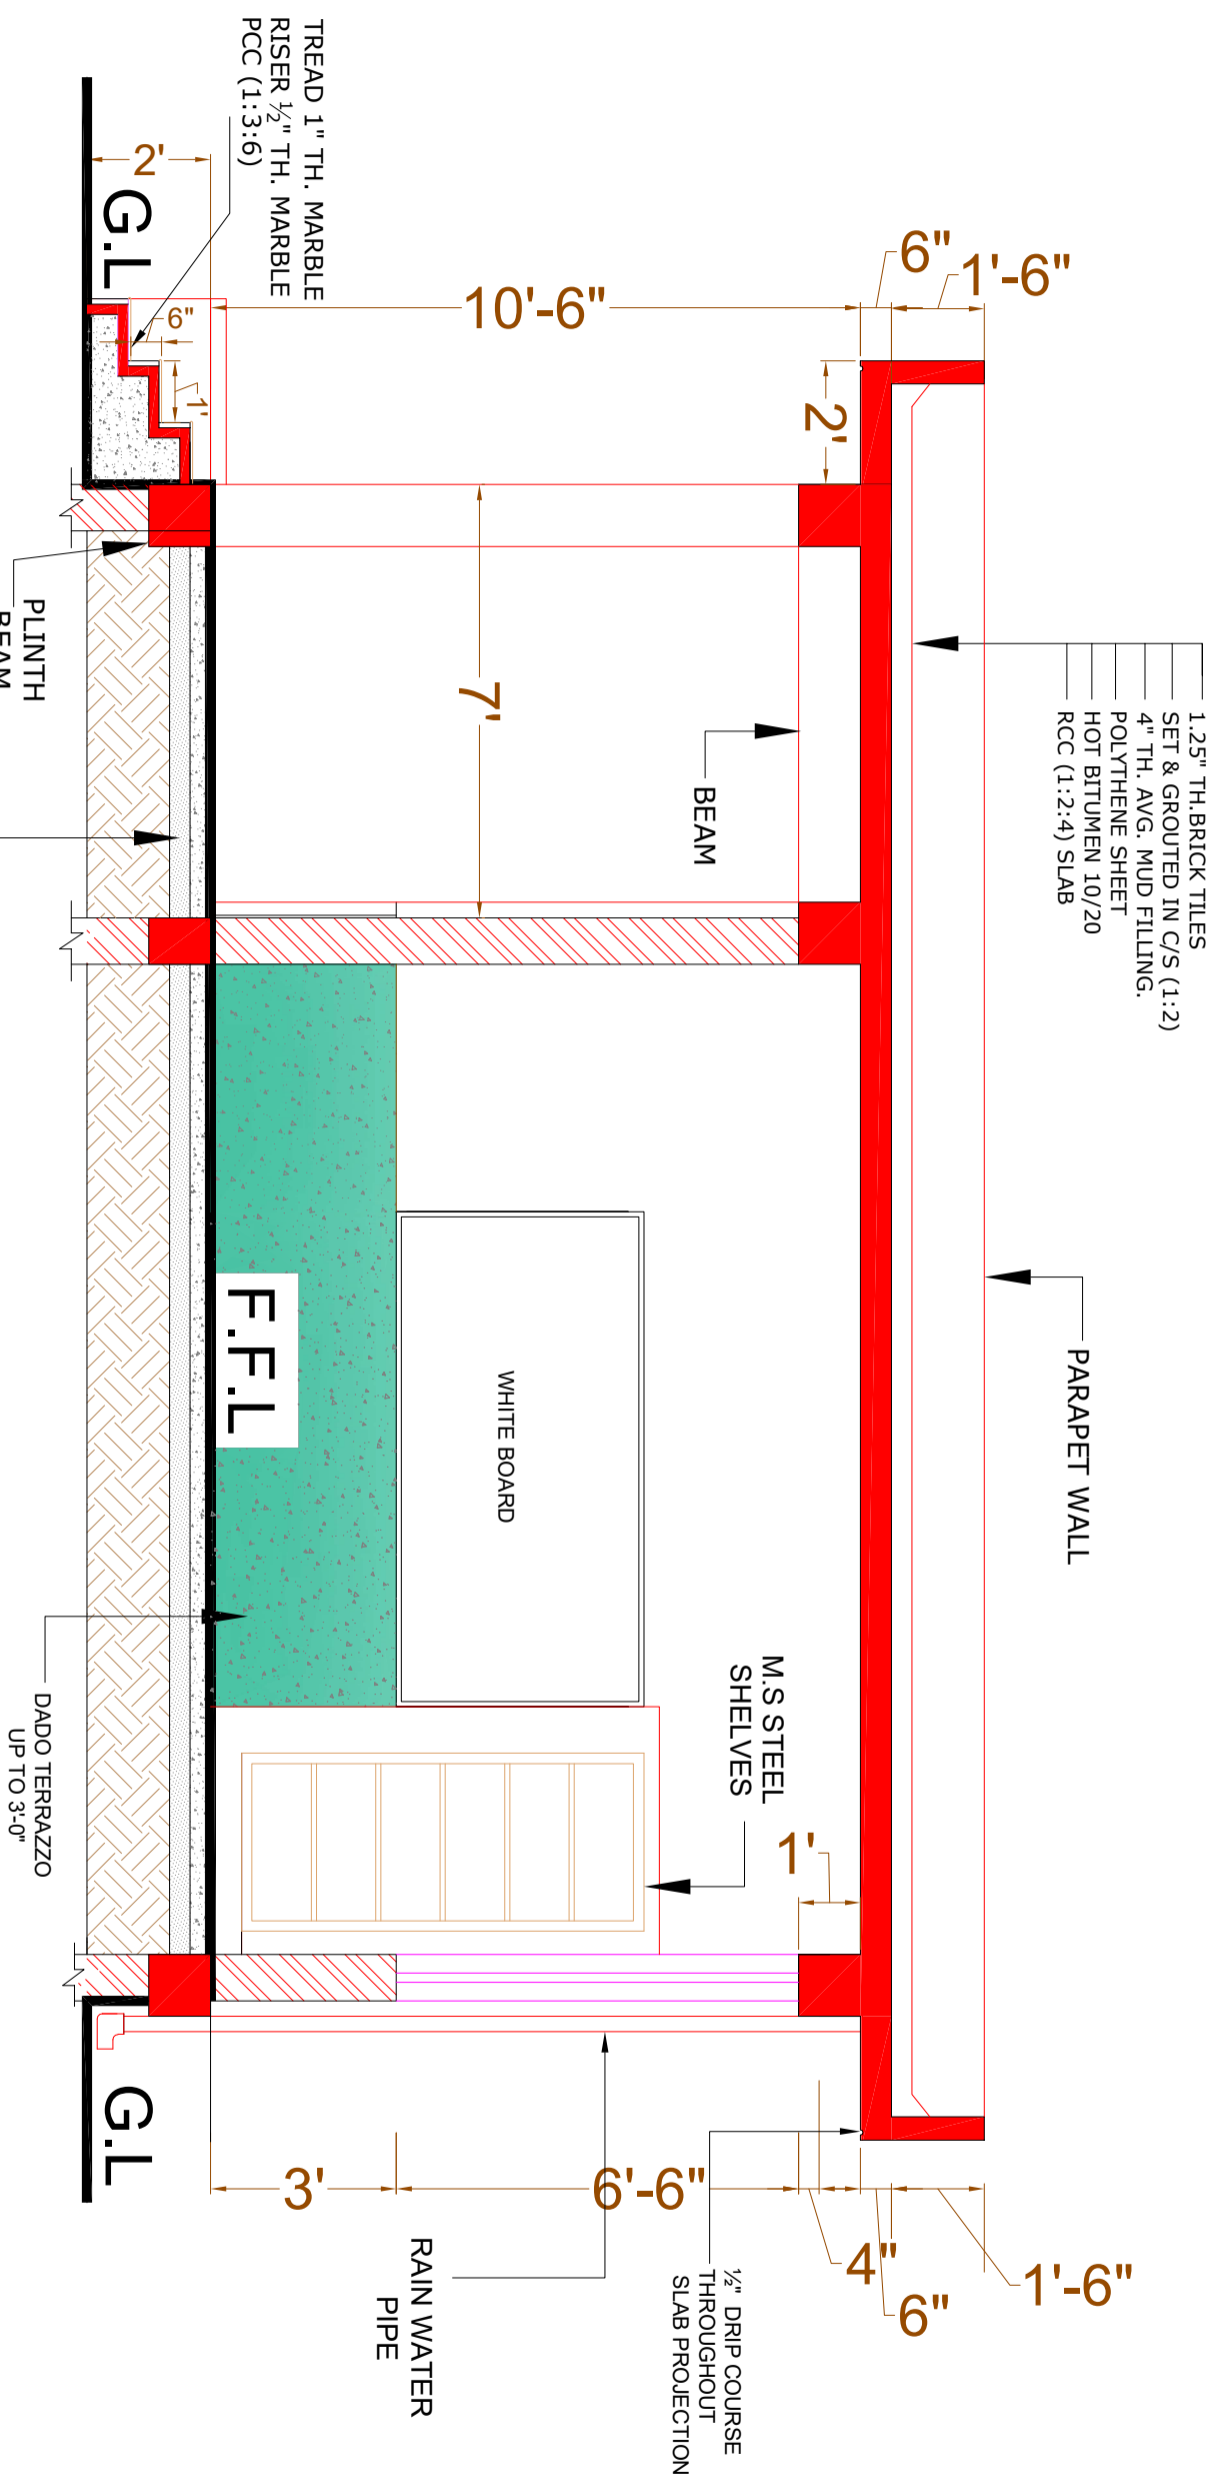 1.25" TH.BRICK TILES
SET & GROUTED IN C/S (1:2)
4" TH. AVG. MUD FILLING.
POLYTHENE SHEET
HOT BITUMEN 10/20
RCC (1:2:4) SLAB
PARAPET WALL
1'-6"
6"
2'
10'-6"
BEAM
7'
M.S STEEL
SHELVES
1'
WHITE BOARD
1'-6"
6"
4"
6'-6"
3'
½" DRIP COURSE
THROUGHOUT
SLAB PROJECTION
RAIN WATER
PIPE
TREAD 1" TH. MARBLE
RISER ½" TH. MARBLE
PCC (1:3:6)
2'
6"
1'
G.L
F.F.L
G.L
PLINTH
BEAM
DADO TERRAZZO
UP TO 3'-0"